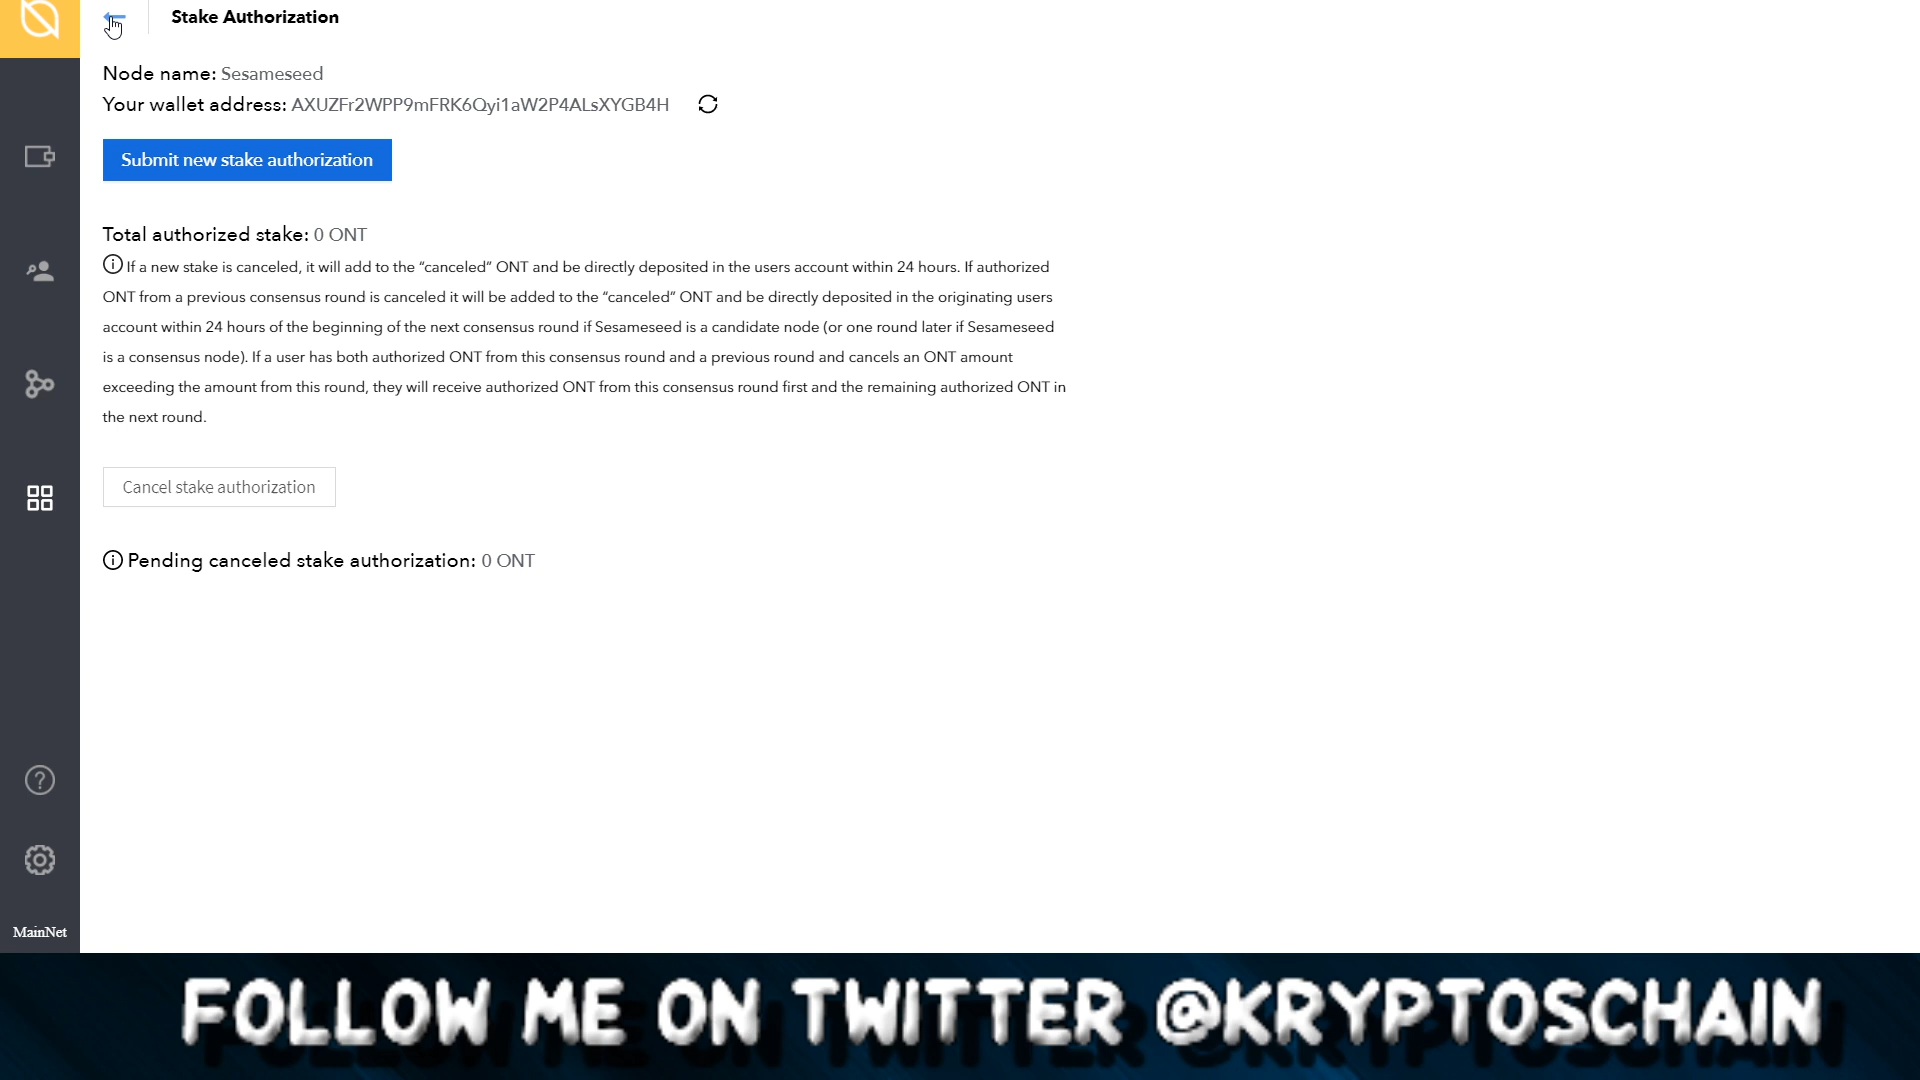 Stake Authorization
Node name: Sesameseed
Your wallet address: AXUZFr2WPP9mFRK6Qyi1aW2P4ALsXYGB4H
Submit new stake authorization
Total authorized stake: 0 ONT
If a new stake is canceled, it will add to the “canceled” ONT and be directly deposited in the users account within 24 hours. If authorized
ONT from a previous consensus round is canceled it will be added to the “canceled” ONT and be directly deposited in the originating users
account within 24 hours of the beginning of the next consensus round if Sesameseed is a candidate node (or one round later if Sesameseed
is a consensus node). If a user has both authorized ONT from this consensus round and a previous round and cancels an ONT amount
exceeding the amount from this round, they will receive authorized ONT from this consensus round first and the remaining authorized ONT in
the next round.
Cancel stake authorization
Pending canceled stake authorization: 0 ONT
MainNet
FOLLOW ME ON TWITTER @KRYPTOSCHAIN